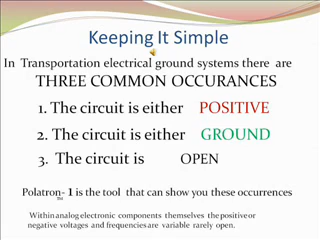 Keeping It Simple
In Transportation electrical ground systems there are
THREE COMMON OCCURANCES
1. The circuit is either POSITIVE
2. The circuit is either GROUND
3. The circuit is OPEN
Polatron- 1 is the tool that can show you these occurrences
TM
Within analog electronic components themselves the positive or
negative voltages and frequencies are variable rarely open.